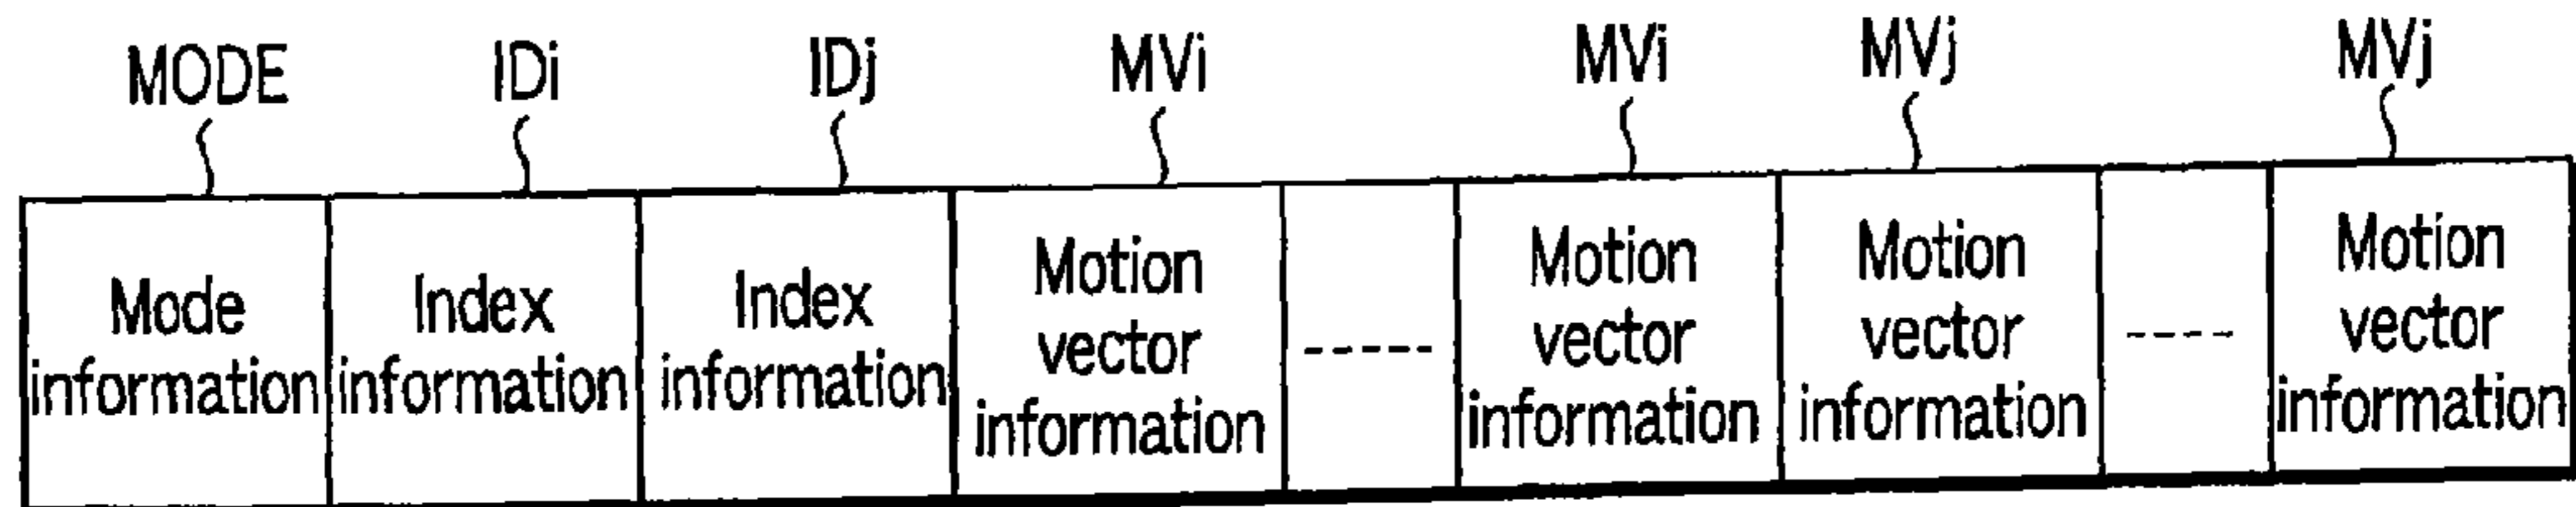 MODE IDi IDj MVi MVi MVj MVj
Mode
information
Index
information
Index
information
Motion
vector
information
Motion
vector
information
Motion
vector
information
Motion
vector
information